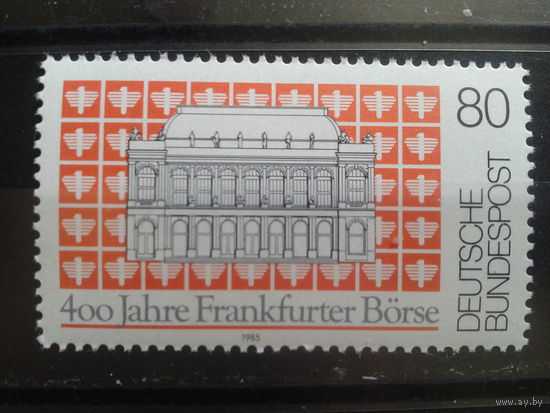 80
DEUTSCHE
BUNDESPOST
400 Jahre Frankfurter Börse
1985
www.ay.by